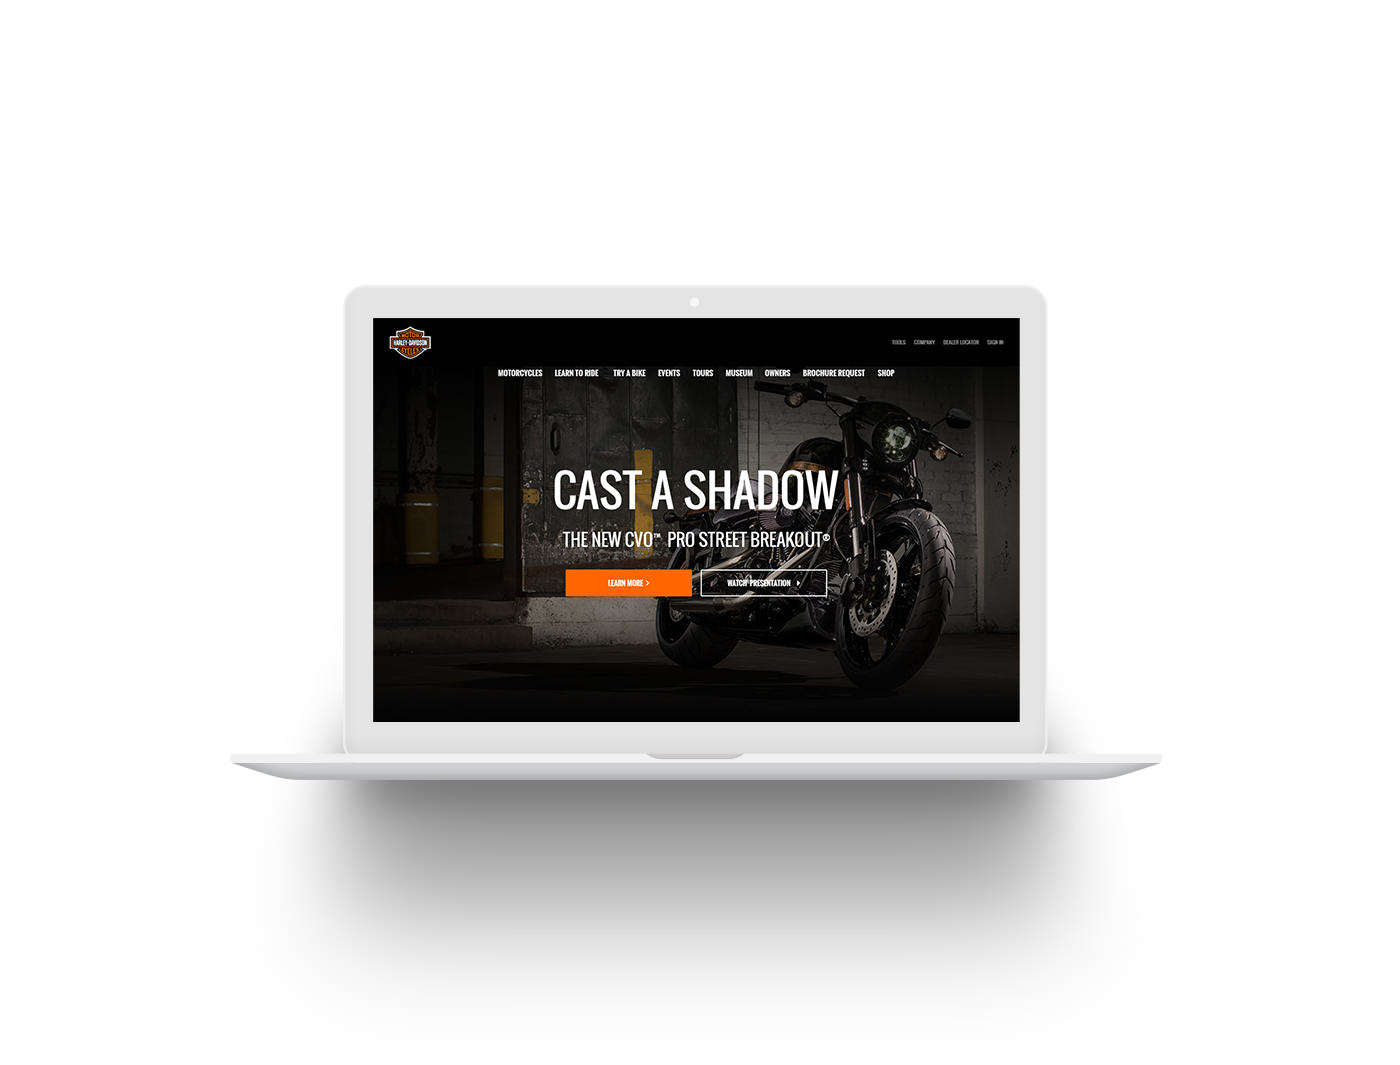 MOTOR
HARLEY-DAVIDSON
CYCLES
TOOLS COMPANY DEALER LOCATOR SIGN IN
MOTORCYCLES LEARN TO RIDE TRY A BIKE EVENTS TOURS MUSEUM OWNERS BROCHURE REQUEST SHOP
CAST A SHADOW
THE NEW CVO™ PRO STREET BREAKOUT®
LEARN MORE >
WATCH PRESENTATION